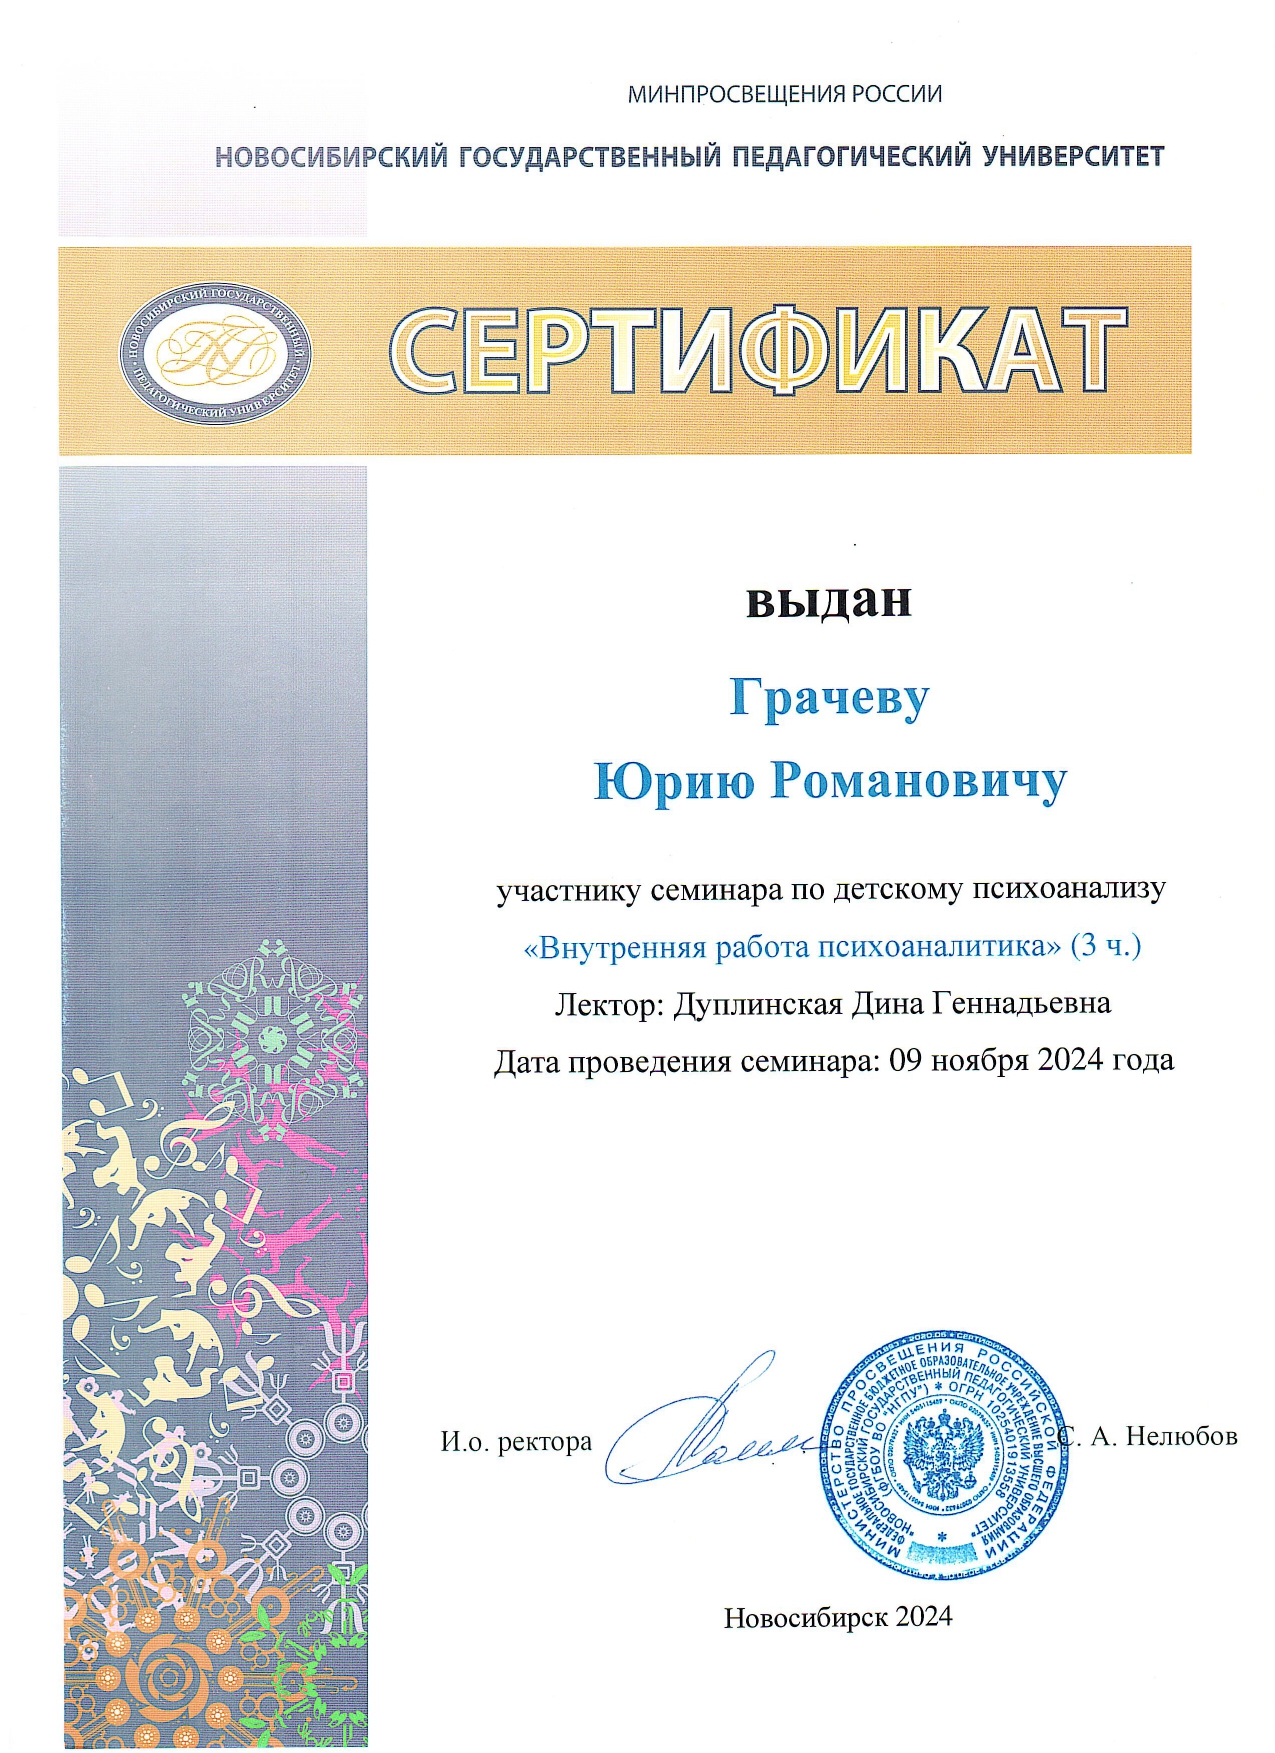 МИНПРОСВЕЩЕНИЯ РОССИИ
НОВОСИБИРСКИЙ ГОСУДАРСТВЕННЫЙ ПЕДАГОГИЧЕСКИЙ УНИВЕРСИТЕТ
НОВОСИБИРСКИЙ ГОСУДАРСТВЕННЫЙ
ПЕДАГОГИЧЕСКИЙ УНИВЕРСИТЕТ
СЕРТИФИКАТ
выдан
Грачеву
Юрию Романовичу
участнику семинара по детскому психоанализу
«Внутренняя работа психоаналитика» (3 ч.)
Лектор: Дуплинская Дина Геннадьевна
Дата проведения семинара: 09 ноября 2024 года
И.о. ректора
С. А. Нелюбов
МИНИСТЕРСТВО ПРОСВЕЩЕНИЯ РОССИЙСКОЙ ФЕДЕРАЦИИ
ФЕДЕРАЛЬНОЕ ГОСУДАРСТВЕННОЕ БЮДЖЕТНОЕ ОБРАЗОВАТЕЛЬНОЕ УЧРЕЖДЕНИЕ ВЫСШЕГО ОБРАЗОВАНИЯ
"НОВОСИБИРСКИЙ ГОСУДАРСТВЕННЫЙ ПЕДАГОГИЧЕСКИЙ УНИВЕРСИТЕТ"
(ФГБОУ ВО "НГПУ") * ОГРН 1025401913558
Новосибирск 2024